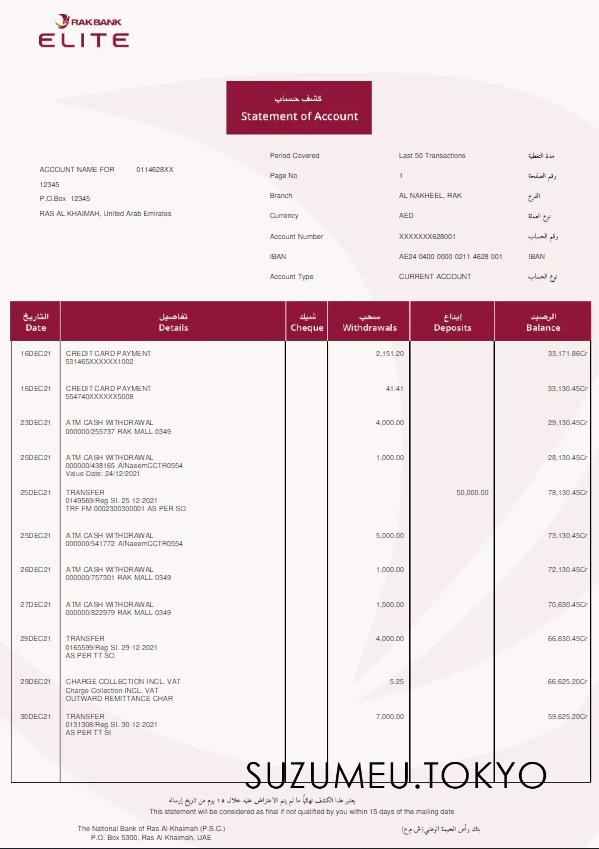 RAKBANK
ELITE
كشف حساب
Statement of Account
Period Covered Last 50 Transactions مدة التغطية
ACCOUNT NAME FOR 0114628XX
Page No 1 رقم الصفحة
12345
Branch AL NAKHEEL, RAK الفرع
P.O.Box 12345
RAS AL KHAIMAH, United Arab Emirates
Currency AED نوع العملة
Account Number XXXXXXX628001 رقم الحساب
IBAN AE24 0400 0000 0211 4628 001 IBAN
Account Type CURRENT ACCOUNT نوع الحساب
التاريخ تفاصيل شيك سحب إيداع الرصيد
Date Details Cheque Withdrawals Deposits Balance
16DEC21 CREDIT CARD PAYMENT 2,151.20 33,171.86Cr
531465XXXXXX1002
16DEC21 CREDIT CARD PAYMENT 41.41 33,130.45Cr
554740XXXXXX5008
23DEC21 ATM CASH WITHDRAWAL 4,000.00 29,130.45Cr
000000/255737 RAK MALL 0349
25DEC21 ATM CASH WITHDRAWAL 1,000.00 28,130.45Cr
000000/438165 AlNaeemCCTR0554
Value Date: 24/12/2021
25DEC21 TRANSFER 50,000.00 78,130.45Cr
0149569/Reg SI. 25-12-2021
TRF FM 0002300300001 AS PER SO
25DEC21 ATM CASH WITHDRAWAL 5,000.00 73,130.45Cr
000000/541772 AlNaeemCCTR0554
26DEC21 ATM CASH WITHDRAWAL 1,000.00 72,130.45Cr
000000/757301 RAK MALL 0349
27DEC21 ATM CASH WITHDRAWAL 1,500.00 70,630.45Cr
000000/822979 RAK MALL 0349
29DEC21 TRANSFER 4,000.00 66,630.45Cr
0165599/Reg SI. 29-12-2021
AS PER TT SO
29DEC21 CHARGE COLLECTION-INCL. VAT 5.25 66,625.20Cr
Charge Collection-INCL. VAT
OUTWARD REMITTANCE CHAR
30DEC21 TRANSFER 7,000.00 59,625.20Cr
0131308/Reg SI. 30-12-2021
AS PER TT SI
SUZUMEU.TOKYO
يعتبر هذا الكشف نهائياً ما لم يتم الاعتراض عليه خلال ١٥ يوم من تاريخ إرساله
This statement will be considered as final if not qualified by you within 15 days of the mailing date
The National Bank of Ras Al-Khaimah (P.S.C.) بنك رأس الخيمة الوطني (ش.م.ع)
P.O. Box 5300, Ras Al-Khaimah, UAE